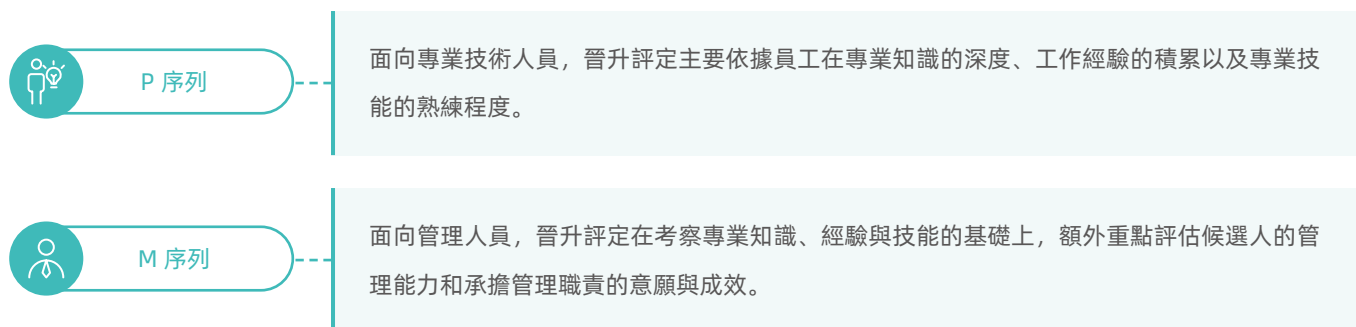 P 序列
面向專業技術人員，晉升評定主要依據員工在專業知識的深度、工作經驗的積累以及專業技
能的熟練程度。
M 序列
面向管理人員，晉升評定在考察專業知識、經驗與技能的基礎上，額外重點評估候選人的管
理能力和承擔管理職責的意願與成效。